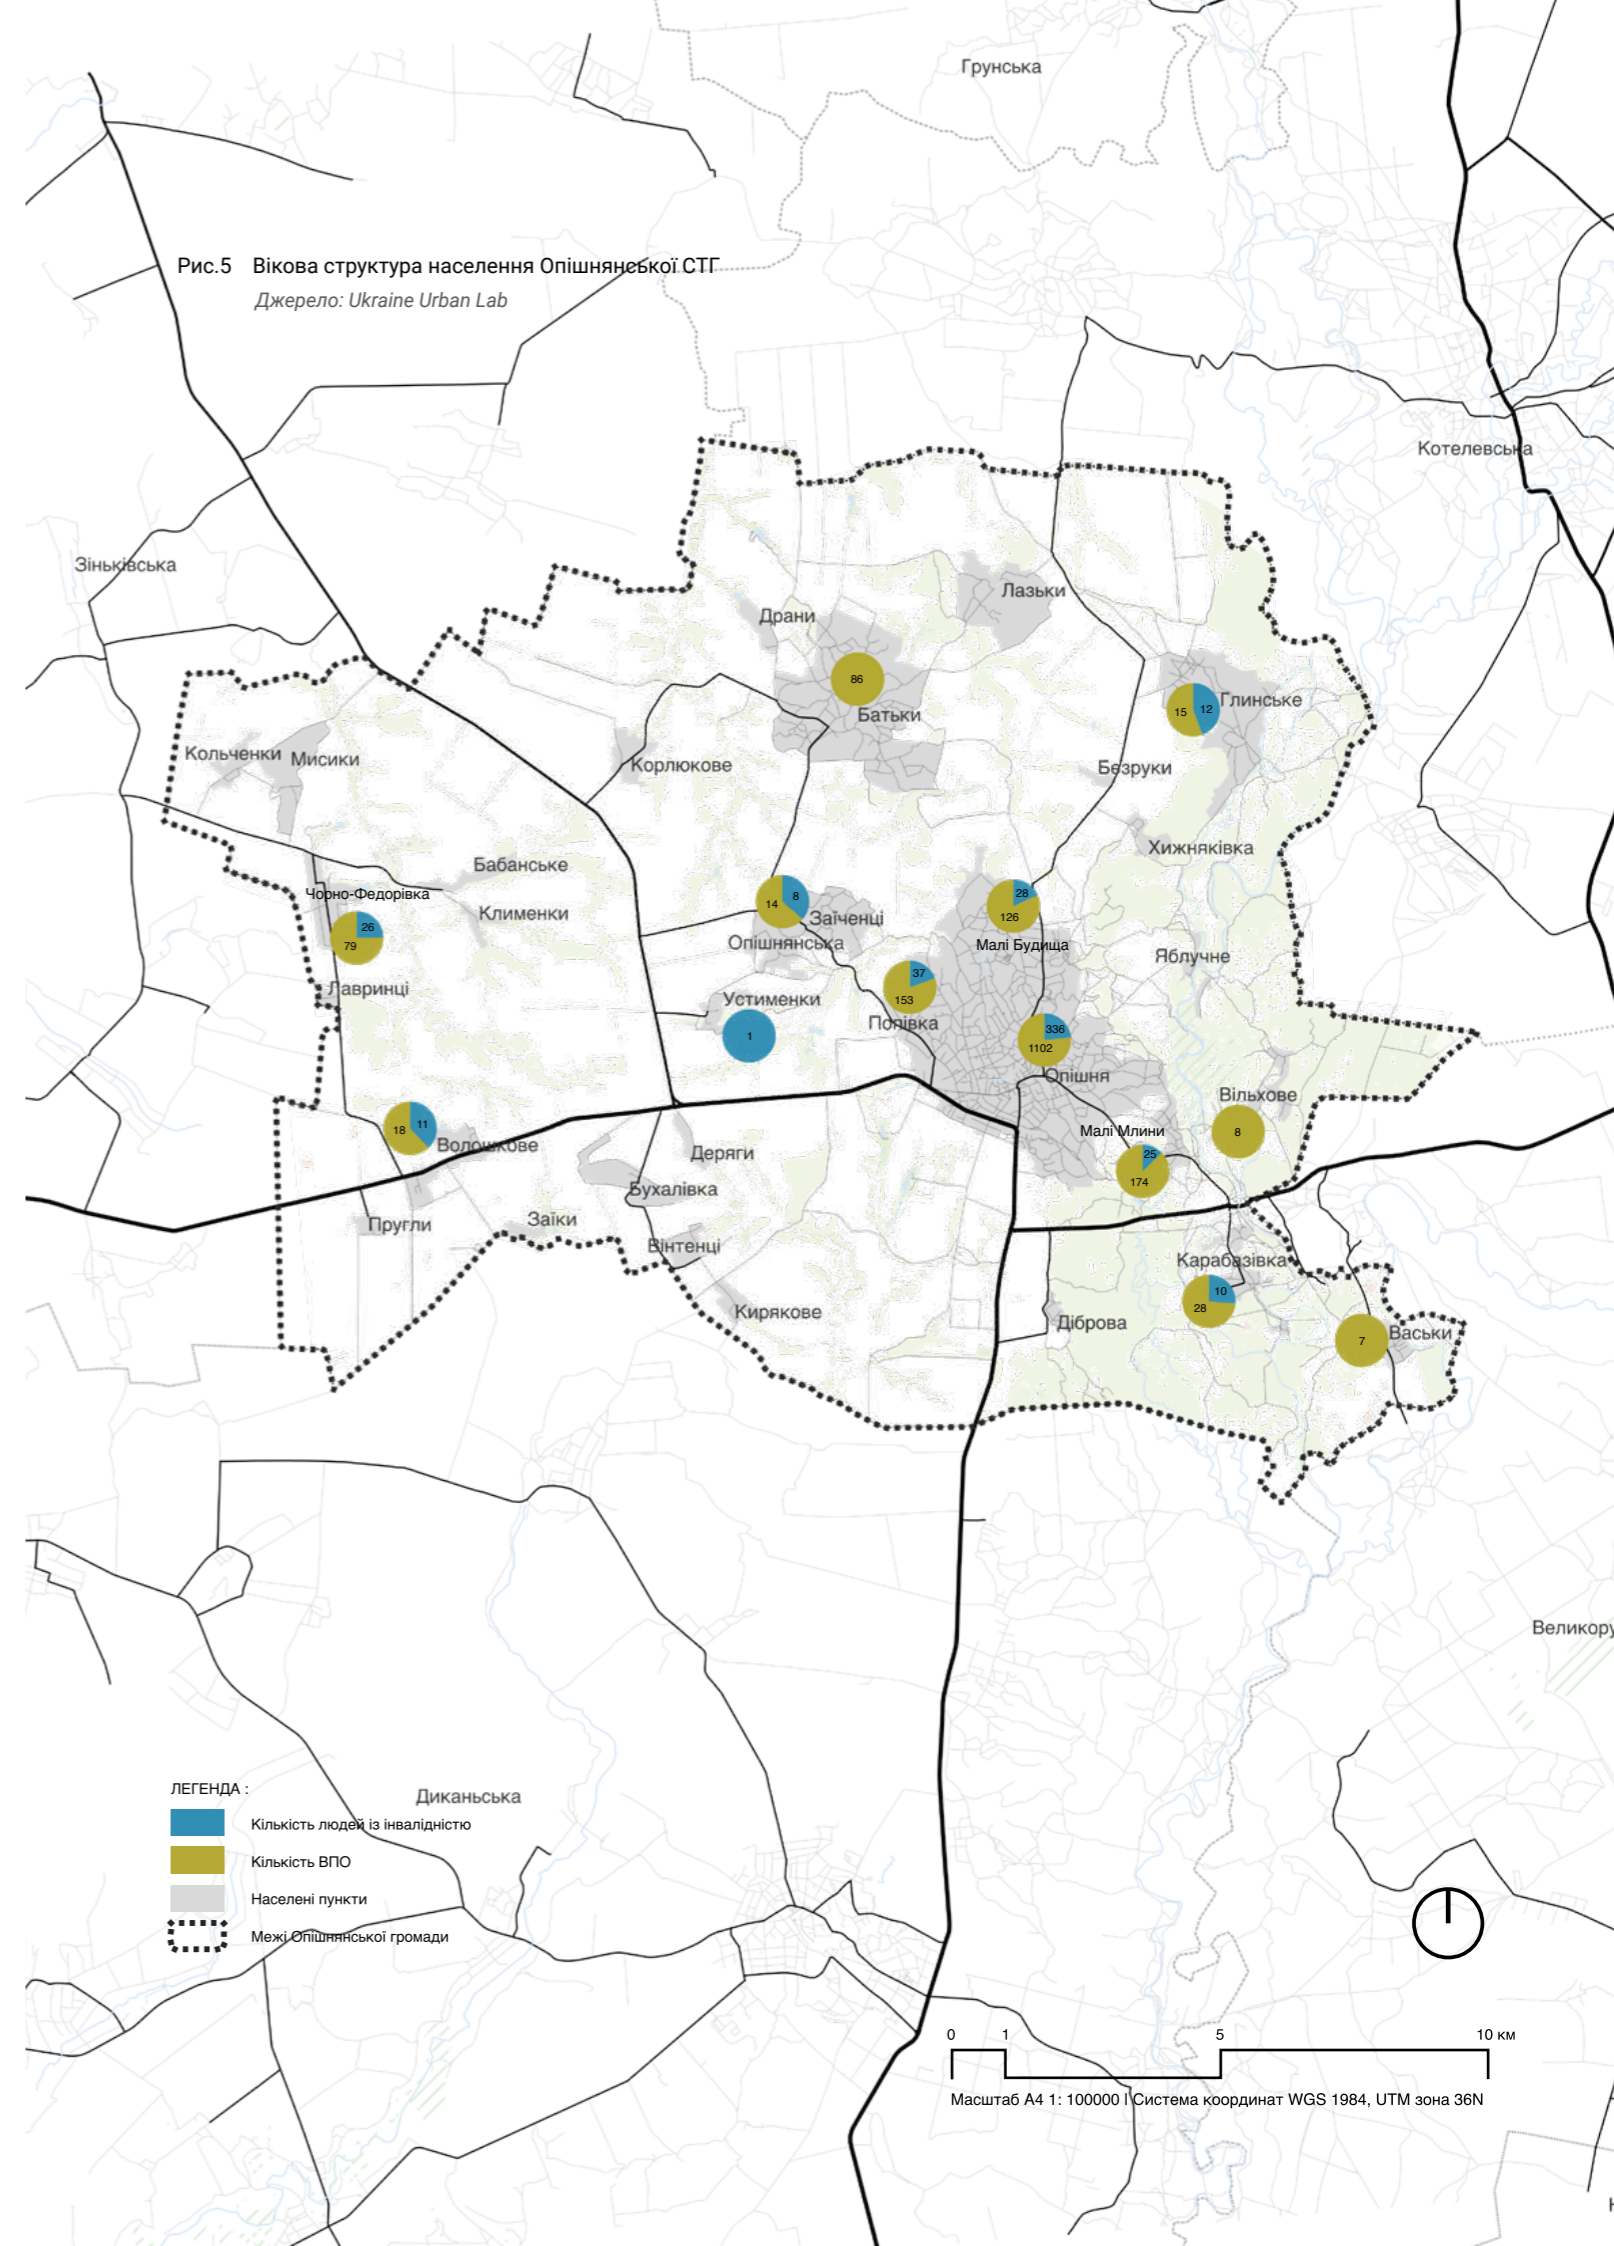 Грунська
Рис.5 Вікова структура населення Опішнянської СТГ
Джерело: Ukraine Urban Lab
Котелевська
Зіньківська
Лазьки
Драни
86
Батьки
Глинське
15 12
Кольченки
Мисики
Корлюкове
Безруки
Хижняківка
Бабанське
Чорно-Федорівка
26
79
Клименки
8
14
Заїченці
Опішнянська
28
126
Малі Будища
Яблучне
Лавринці
Устименки
1
37
153
Попівка
336
1102
Опішня
Вільхове
8
18 11
Волошкове
Деряги
Малі Млини
25
174
Бухалівка
Пругли
Заїки
Вінтенці
Карабазівка
10
28
Кирякове
Діброва
7
Васьки
Великору
ЛЕГЕНДА :
Диканьська
Кількість людей із інвалідністю
Кількість ВПО
Населені пункти
Межі Опішнянської громади
0 1 5 10 км
Масштаб А4 1: 100000 | Система координат WGS 1984, UTM зона 36N